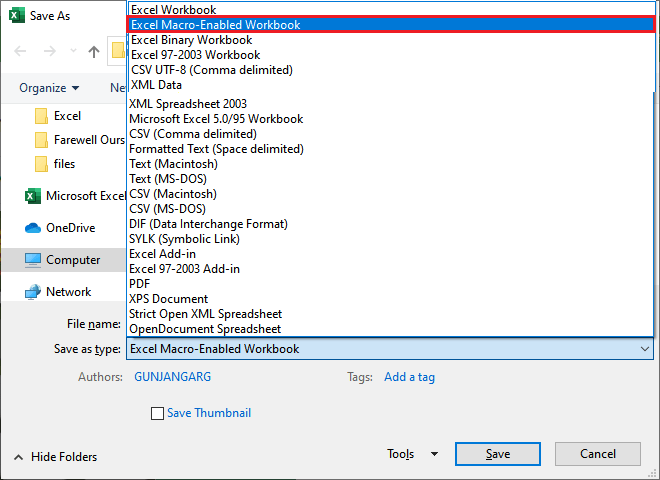 Save As
Excel Workbook
Excel Macro-Enabled Workbook
Excel Binary Workbook
Excel 97-2003 Workbook
CSV UTF-8 (Comma delimited)
XML Data
XML Spreadsheet 2003
Microsoft Excel 5.0/95 Workbook
CSV (Comma delimited)
Formatted Text (Space delimited)
Text (Macintosh)
Text (MS-DOS)
CSV (Macintosh)
CSV (MS-DOS)
DIF (Data Interchange Format)
SYLK (Symbolic Link)
Excel Add-in
Excel 97-2003 Add-in
PDF
XPS Document
Strict Open XML Spreadsheet
OpenDocument Spreadsheet
Organize
Excel
Farewell Ours
files
Microsoft Excel
OneDrive
Computer
Network
File name:
Save as type: Excel Macro-Enabled Workbook
Authors: GUNJANGARG Tags: Add a tag
Save Thumbnail
Hide Folders Tools Save Cancel